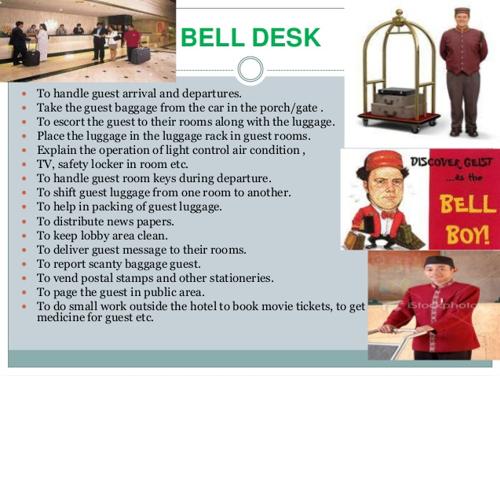 BELL DESK
To handle guest arrival and departures.
Take the guest baggage from the car in the porch/gate .
To escort the guest to their rooms along with the luggage.
Place the luggage in the luggage rack in guest rooms.
Explain the operation of light control air condition ,
TV, safety locker in room etc.
To handle guest room keys during departure.
To shift guest luggage from one room to another.
To help in packing of guest luggage.
To distribute news papers.
To keep lobby area clean.
To deliver guest message to their rooms.
To report scanty baggage guest.
To vend postal stamps and other stationeries.
To page the guest in public area.
To do small work outside the hotel to book movie tickets, to get
medicine for guest etc.
DISCOVER GEIST
...as the
BELL
BOY!
iStockphoto